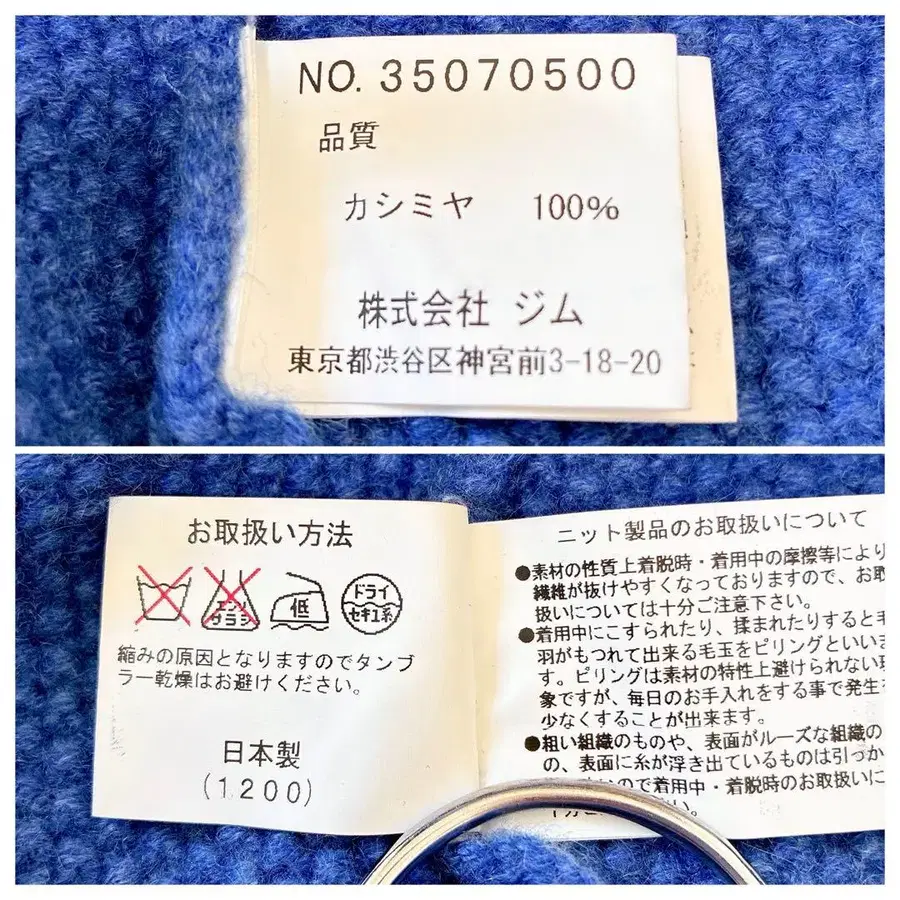 NO. 35070500
品質
カシミヤ 100%
株式会社 ジム
東京都渋谷区神宮前3-18-20
お取扱い方法
エンソ
サラシ
低
ドライ
セキユ系
縮みの原因となりますのでタンブ
ラー乾燥はお避けください。
日本製
(1200)
ニット製品のお取扱いについて
●素材の性質上着脱時・着用中の摩擦等により
繊維が抜けやすくなっておりますので、お取
扱いについては十分ご注意下さい。
●着用中にこすられたり、揉まれたりすると毛
羽がもつれて出来る毛玉をピリングといいま
す。ピリングは素材の特性上避けられない現
象ですが、毎日のお手入れをする事で発生を
少なくすることが出来ます。
●粗い組織のものや、表面がルーズな組織の
の、表面に糸が浮き出ているものは引っか
ので着用中・着脱時のお取扱いに